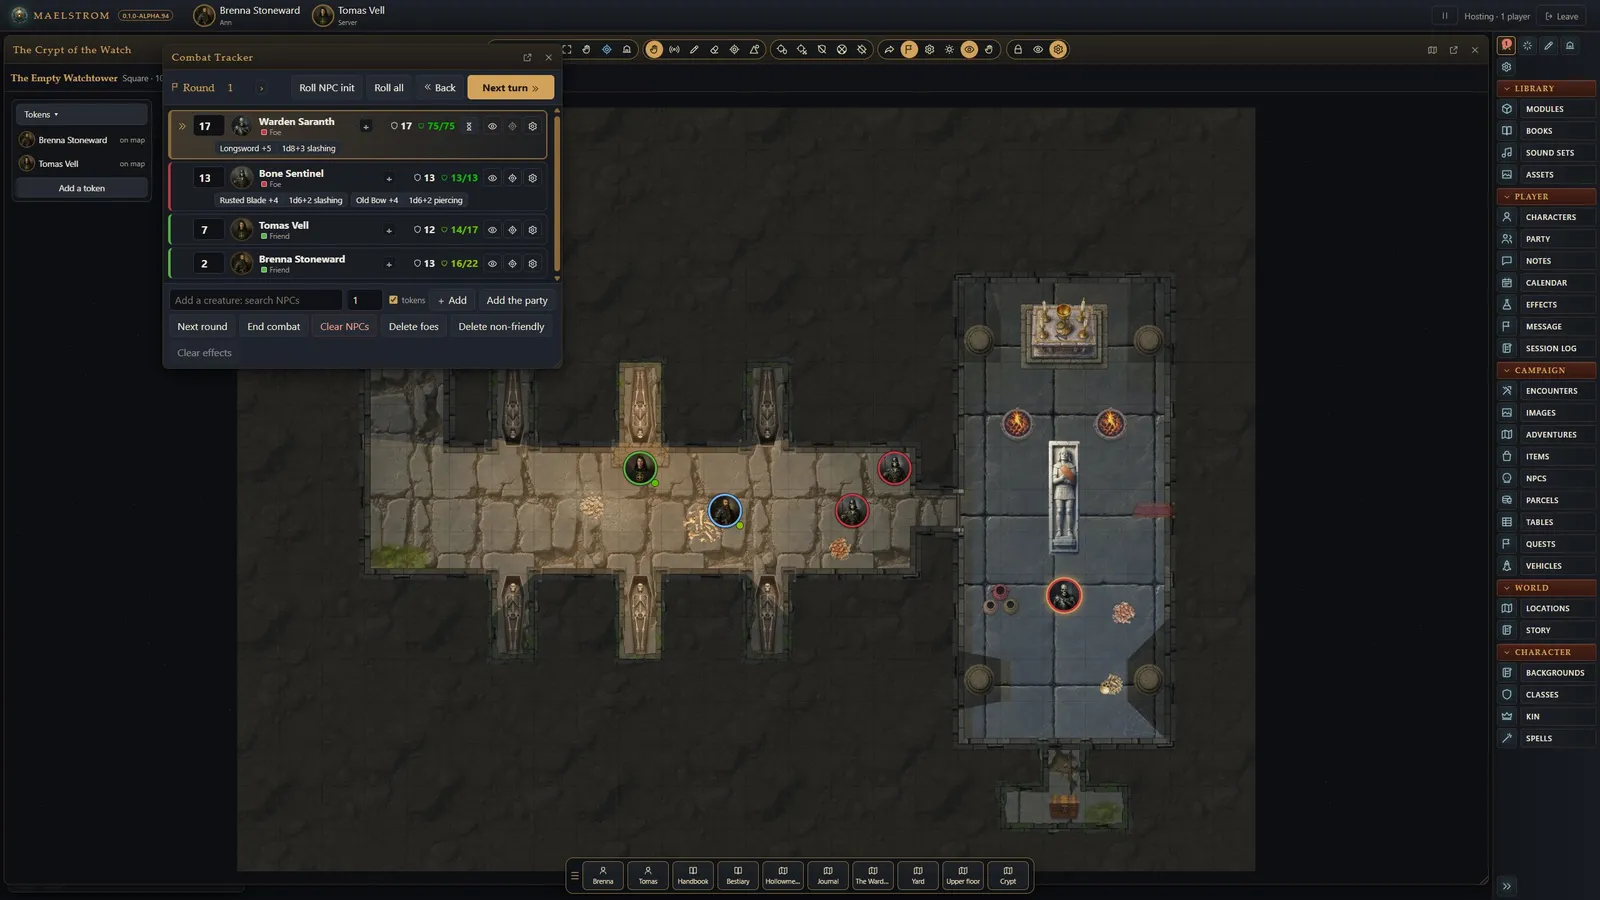 MAELSTROM
0.1.0-ALPHA.94
Brenna Stoneward
Ann
Tomas Vell
Server
Hosting · 1 player
Leave
The Crypt of the Watch
The Empty Watchtower Square · 10
Tokens
Brenna Stoneward on map
Tomas Vell on map
Add a token
Combat Tracker
Round 1
Roll NPC init
Roll all
Back
Next turn
17 Warden Saranth 17 75/75
Foe
Longsword +5 1d8+3 slashing
13 Bone Sentinel 13 13/13
Foe
Rusted Blade +4 1d6+2 slashing Old Bow +4 1d6+2 piercing
7 Tomas Vell 12 14/17
Friend
2 Brenna Stoneward 13 16/22
Friend
Add a creature: search NPCs 1 tokens + Add Add the party
Next round End combat Clear NPCs Delete foes Delete non-friendly
Clear effects
LIBRARY
MODULES
BOOKS
SOUND SETS
ASSETS
PLAYER
CHARACTERS
PARTY
NOTES
CALENDAR
EFFECTS
MESSAGE
SESSION LOG
CAMPAIGN
ENCOUNTERS
IMAGES
ADVENTURES
ITEMS
NPCS
PARCELS
TABLES
QUESTS
VEHICLES
WORLD
LOCATIONS
STORY
CHARACTER
BACKGROUNDS
CLASSES
KIN
SPELLS
Brenna
Tomas
Handbook
Bestiary
Hollowme...
Journal
The Ward...
Yard
Upper floor
Crypt